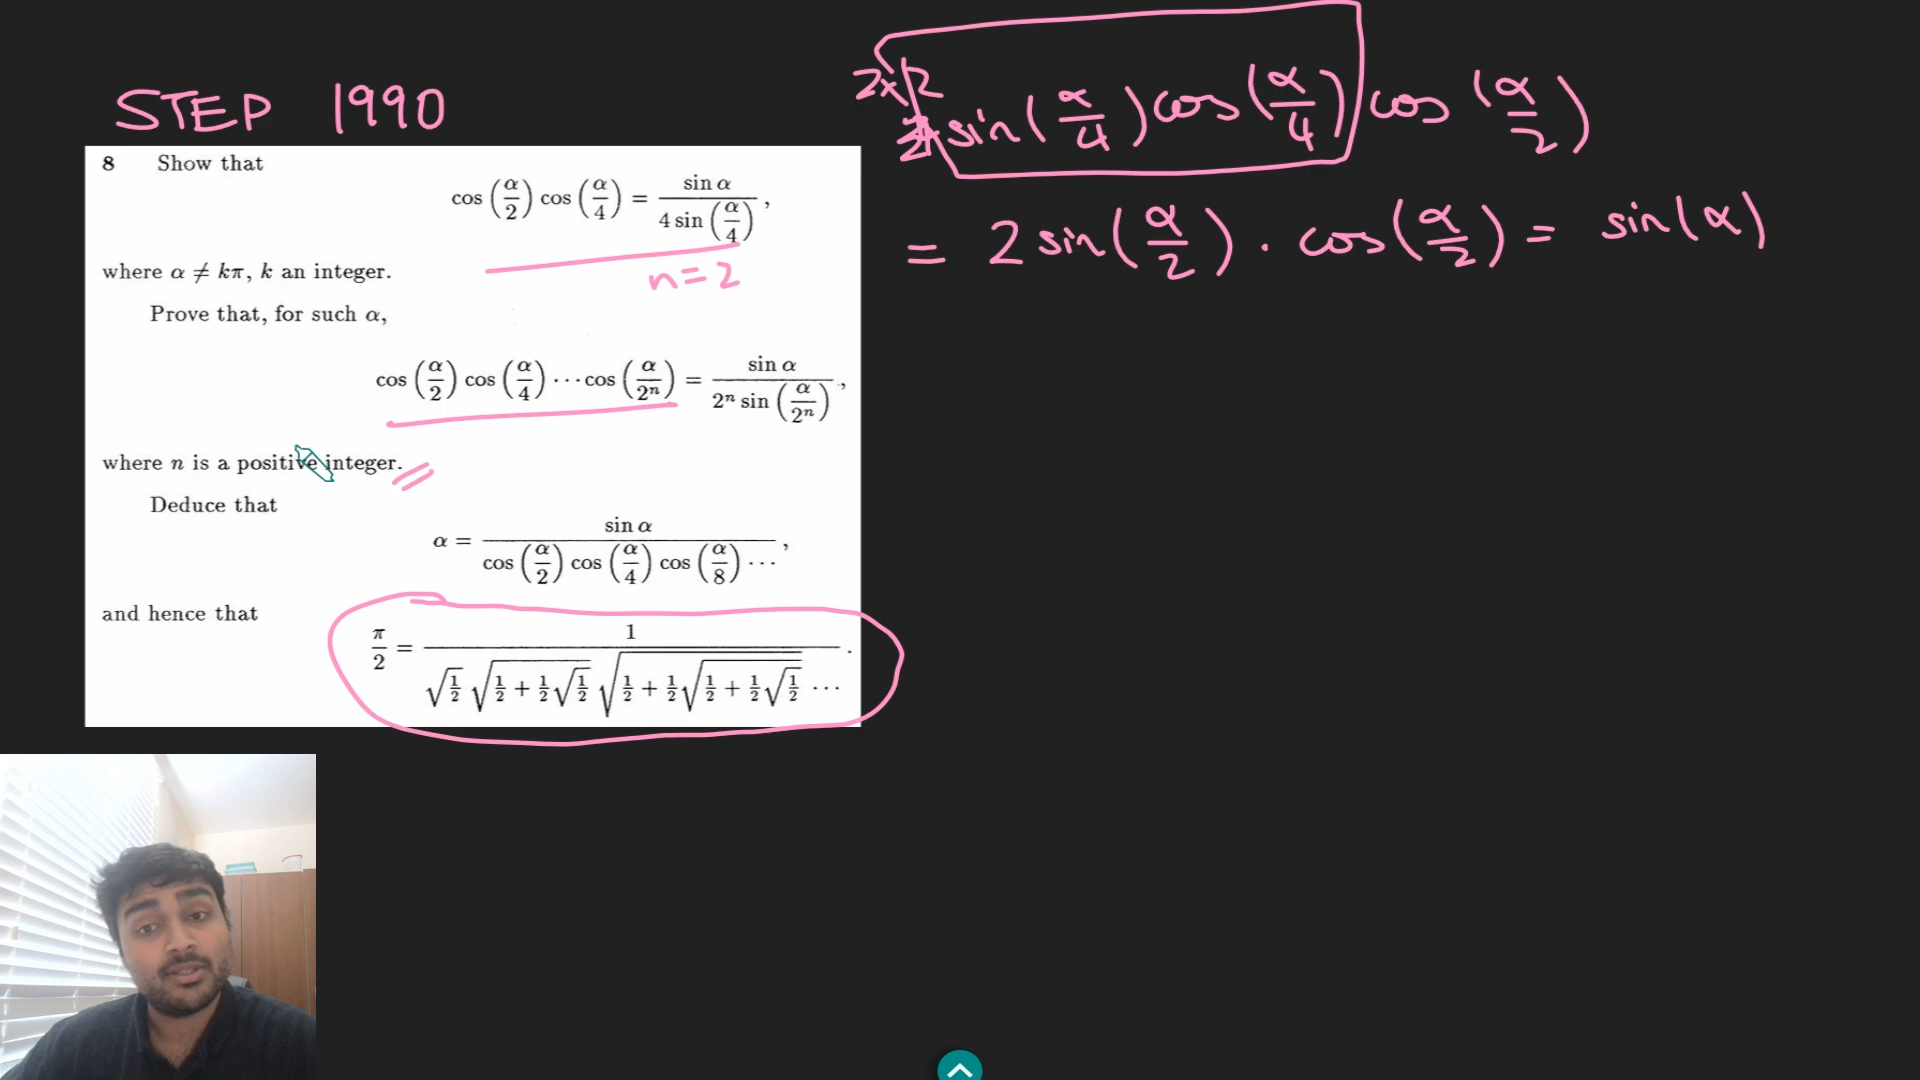 STEP 1990
8 Show that
cos (α/2) cos (α/4) = sin α / 4 sin (α/4) ,
n=2
where α ≠ kπ, k an integer.
Prove that, for such α,
cos (α/2) cos (α/4) ··· cos (α/2ⁿ) = sin α / 2ⁿ sin (α/2ⁿ) ,
where n is a positive integer.
Deduce that
α = sin α / cos (α/2) cos (α/4) cos (α/8) ··· ,
and hence that
π/2 = 1 / √(1/2) √(1/2 + 1/2 √(1/2)) √(1/2 + 1/2 √(1/2 + 1/2 √(1/2))) ··· .
2×2 sin(α/4) cos(α/4) cos(α/2)
= 2 sin(α/2) · cos(α/2) = sin(α)